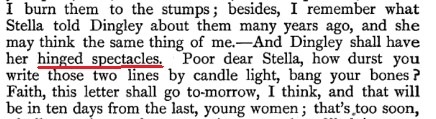 I burn them to the stumps; besides, I remember what
Stella told Dingley about them many years ago, and she
may think the same thing of me.—And Dingley shall have
her hinged spectacles. Poor dear Stella, how durst you
write those two lines by candle light, bang your bones?
Faith, this letter shall go to-morrow, I think, and that will
be in ten days from the last, young women; that's too soon,